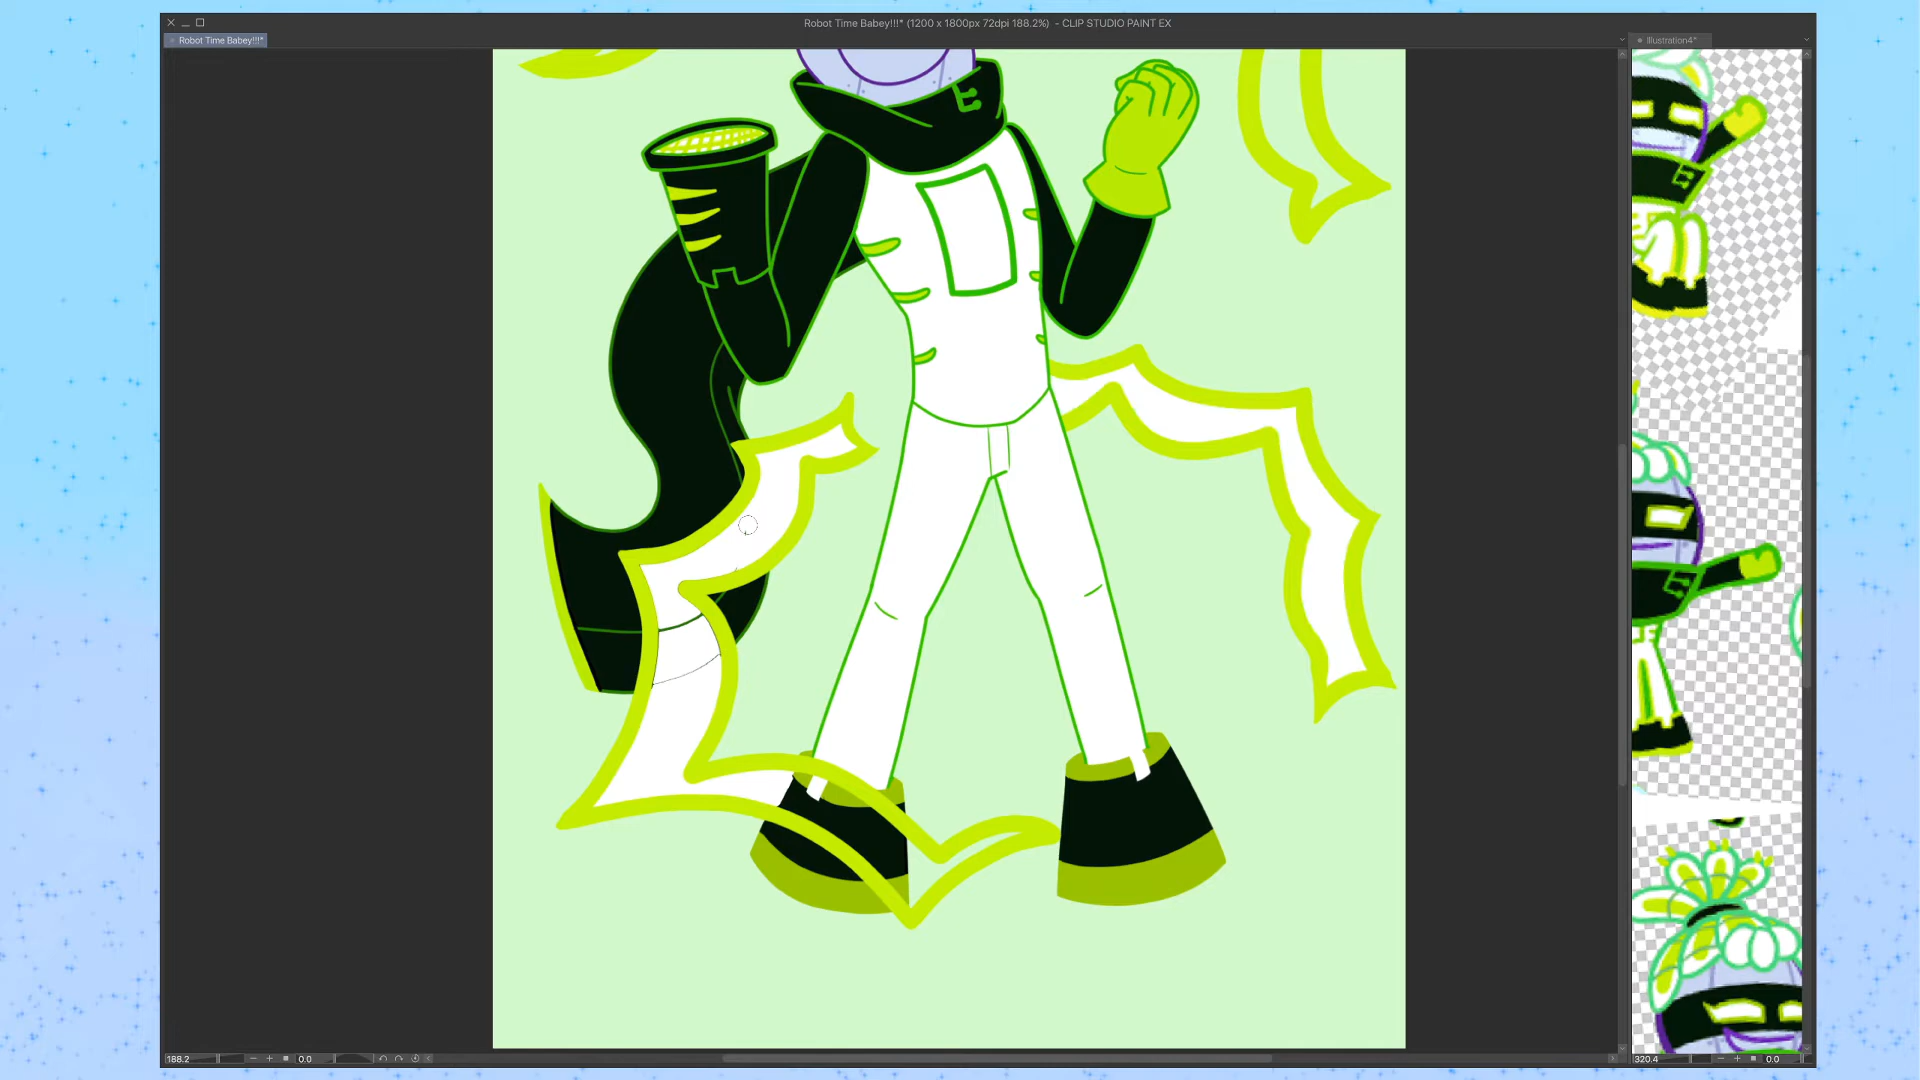 Robot Time Babey!!!* (1200 x 1800px 72dpi 188.2%) - CLIP STUDIO PAINT EX
Robot Time Babey!!!*
Illustration4*
188.2
0.0
320.4
0.0